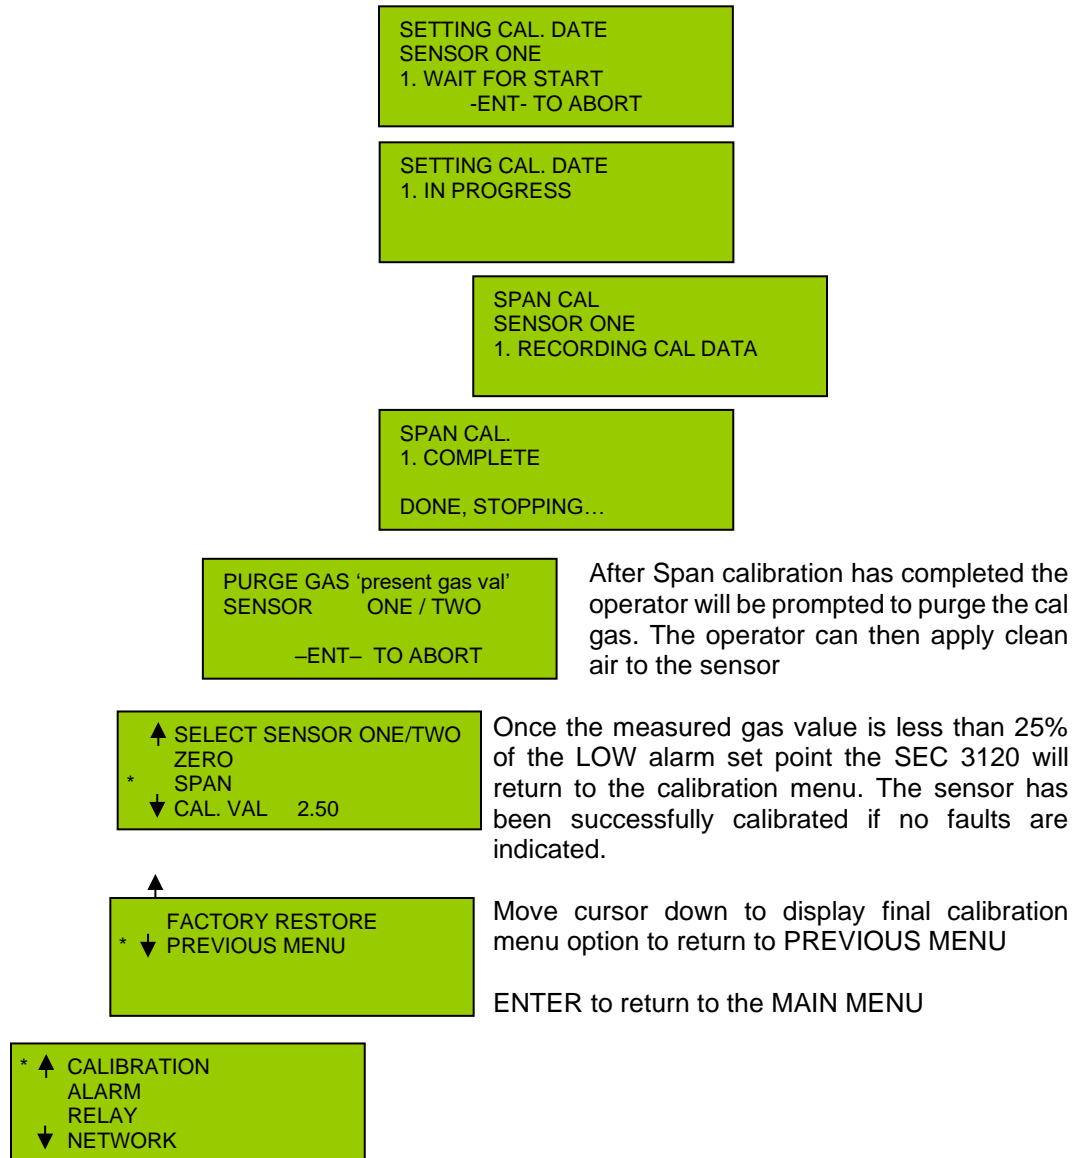 SETTING CAL. DATE
SENSOR ONE
1. WAIT FOR START
-ENT- TO ABORT
SETTING CAL. DATE
1. IN PROGRESS
SPAN CAL
SENSOR ONE
1. RECORDING CAL DATA
SPAN CAL.
1. COMPLETE
DONE, STOPPING…
PURGE GAS ‘present gas val’
SENSOR ONE / TWO
–ENT– TO ABORT
After Span calibration has completed the
operator will be prompted to purge the cal
gas. The operator can then apply clean
air to the sensor
SELECT SENSOR ONE/TWO
ZERO
* SPAN
CAL. VAL 2.50
Once the measured gas value is less than 25%
of the LOW alarm set point the SEC 3120 will
return to the calibration menu. The sensor has
been successfully calibrated if no faults are
indicated.
FACTORY RESTORE
* PREVIOUS MENU
Move cursor down to display final calibration
menu option to return to PREVIOUS MENU
ENTER to return to the MAIN MENU
* CALIBRATION
ALARM
RELAY
NETWORK